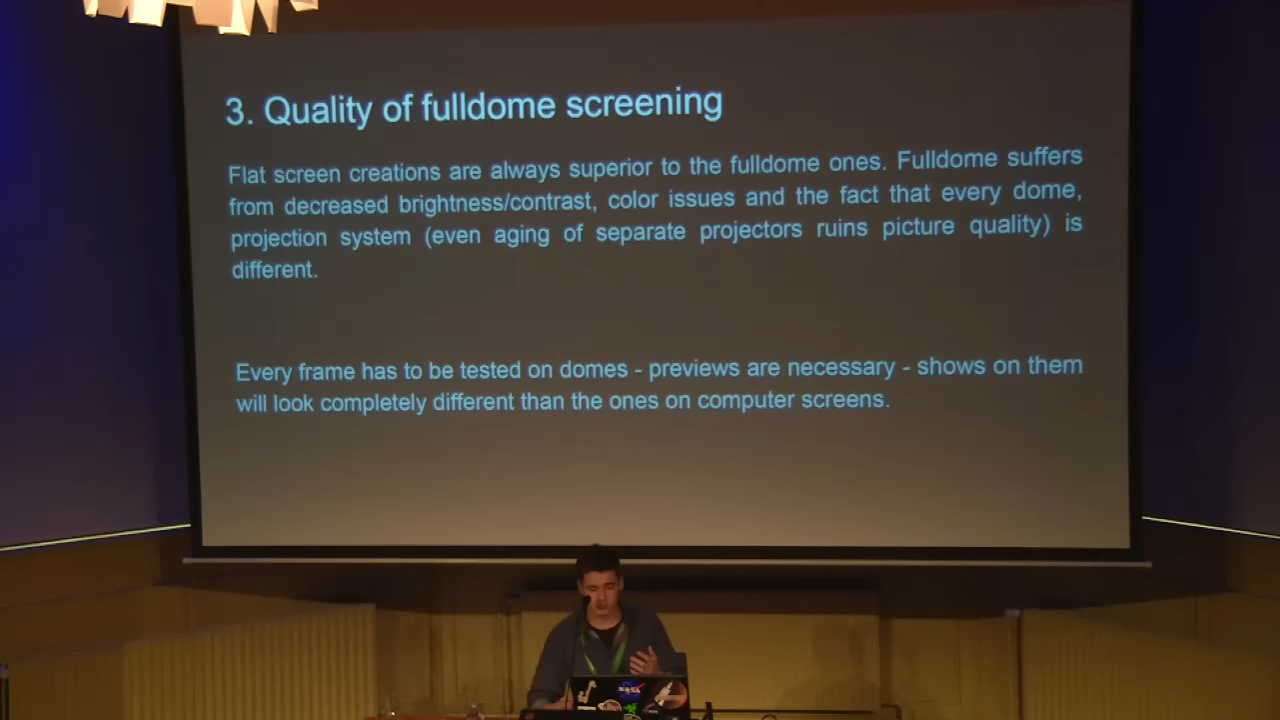 3. Quality of fulldome screening
Flat screen creations are always superior to the fulldome ones. Fulldome suffers
from decreased brightness/contrast, color issues and the fact that every dome,
projection system (even aging of separate projectors ruins picture quality) is
different.
Every frame has to be tested on domes - previews are necessary - shows on them
will look completely different than the ones on computer screens.
NASA